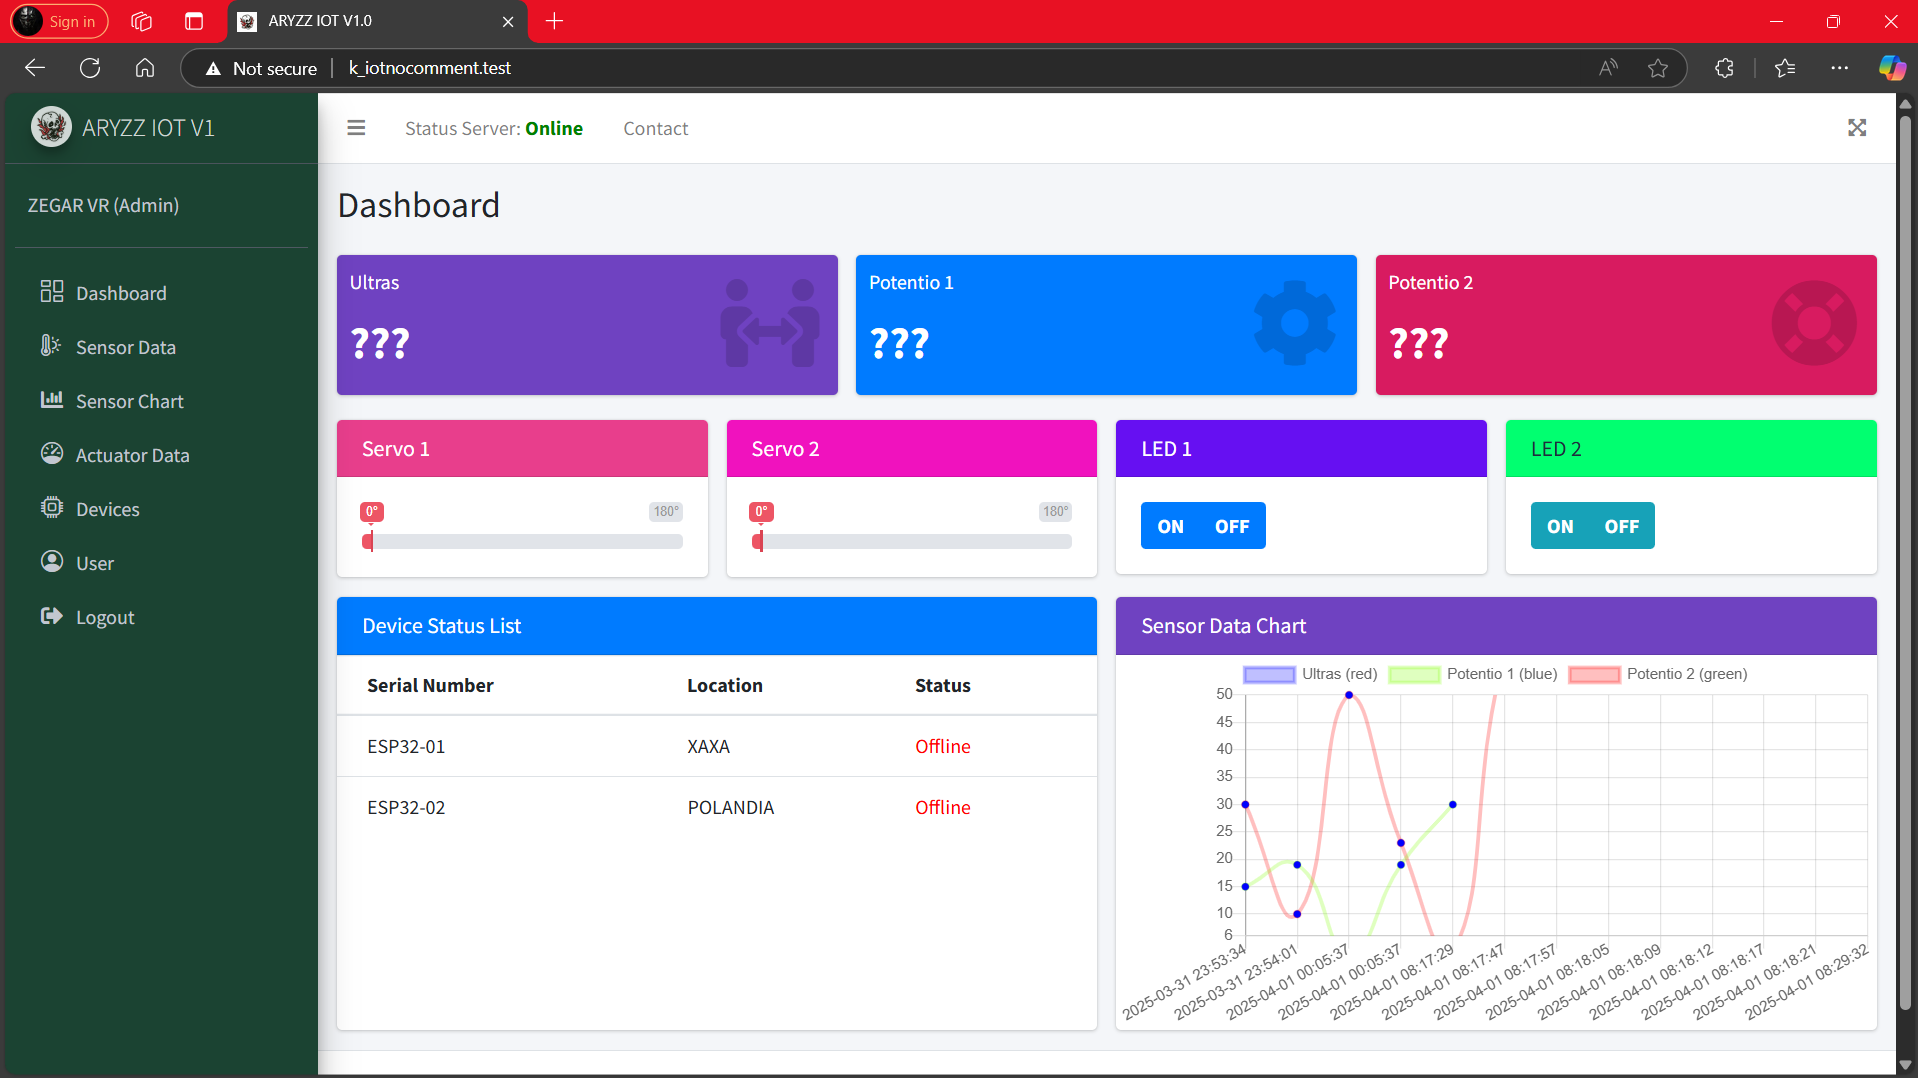 Sign in
ARYZZ IOT V1.0
Not secure
k_iotnocomment.test
ARYZZ IOT V1
Status Server: Online
Contact
ZEGAR VR (Admin)
Dashboard
Sensor Data
Sensor Chart
Actuator Data
Devices
User
Logout
Dashboard
Ultras
???
Potentio 1
???
Potentio 2
???
Servo 1
0°
180°
Servo 2
0°
180°
LED 1
ON OFF
LED 2
ON OFF
Device Status List
Serial Number Location Status
ESP32-01 XAXA Offline
ESP32-02 POLANDIA Offline
Sensor Data Chart
Ultras (red) Potentio 1 (blue) Potentio 2 (green)
50
45
40
35
30
25
20
15
10
6
2025-03-31 23:53:34
2025-03-31 23:54:01
2025-04-01 00:05:37
2025-04-01 00:05:37
2025-04-01 08:17:29
2025-04-01 08:17:47
2025-04-01 08:17:57
2025-04-01 08:18:05
2025-04-01 08:18:09
2025-04-01 08:18:12
2025-04-01 08:18:17
2025-04-01 08:18:21
2025-04-01 08:29:32